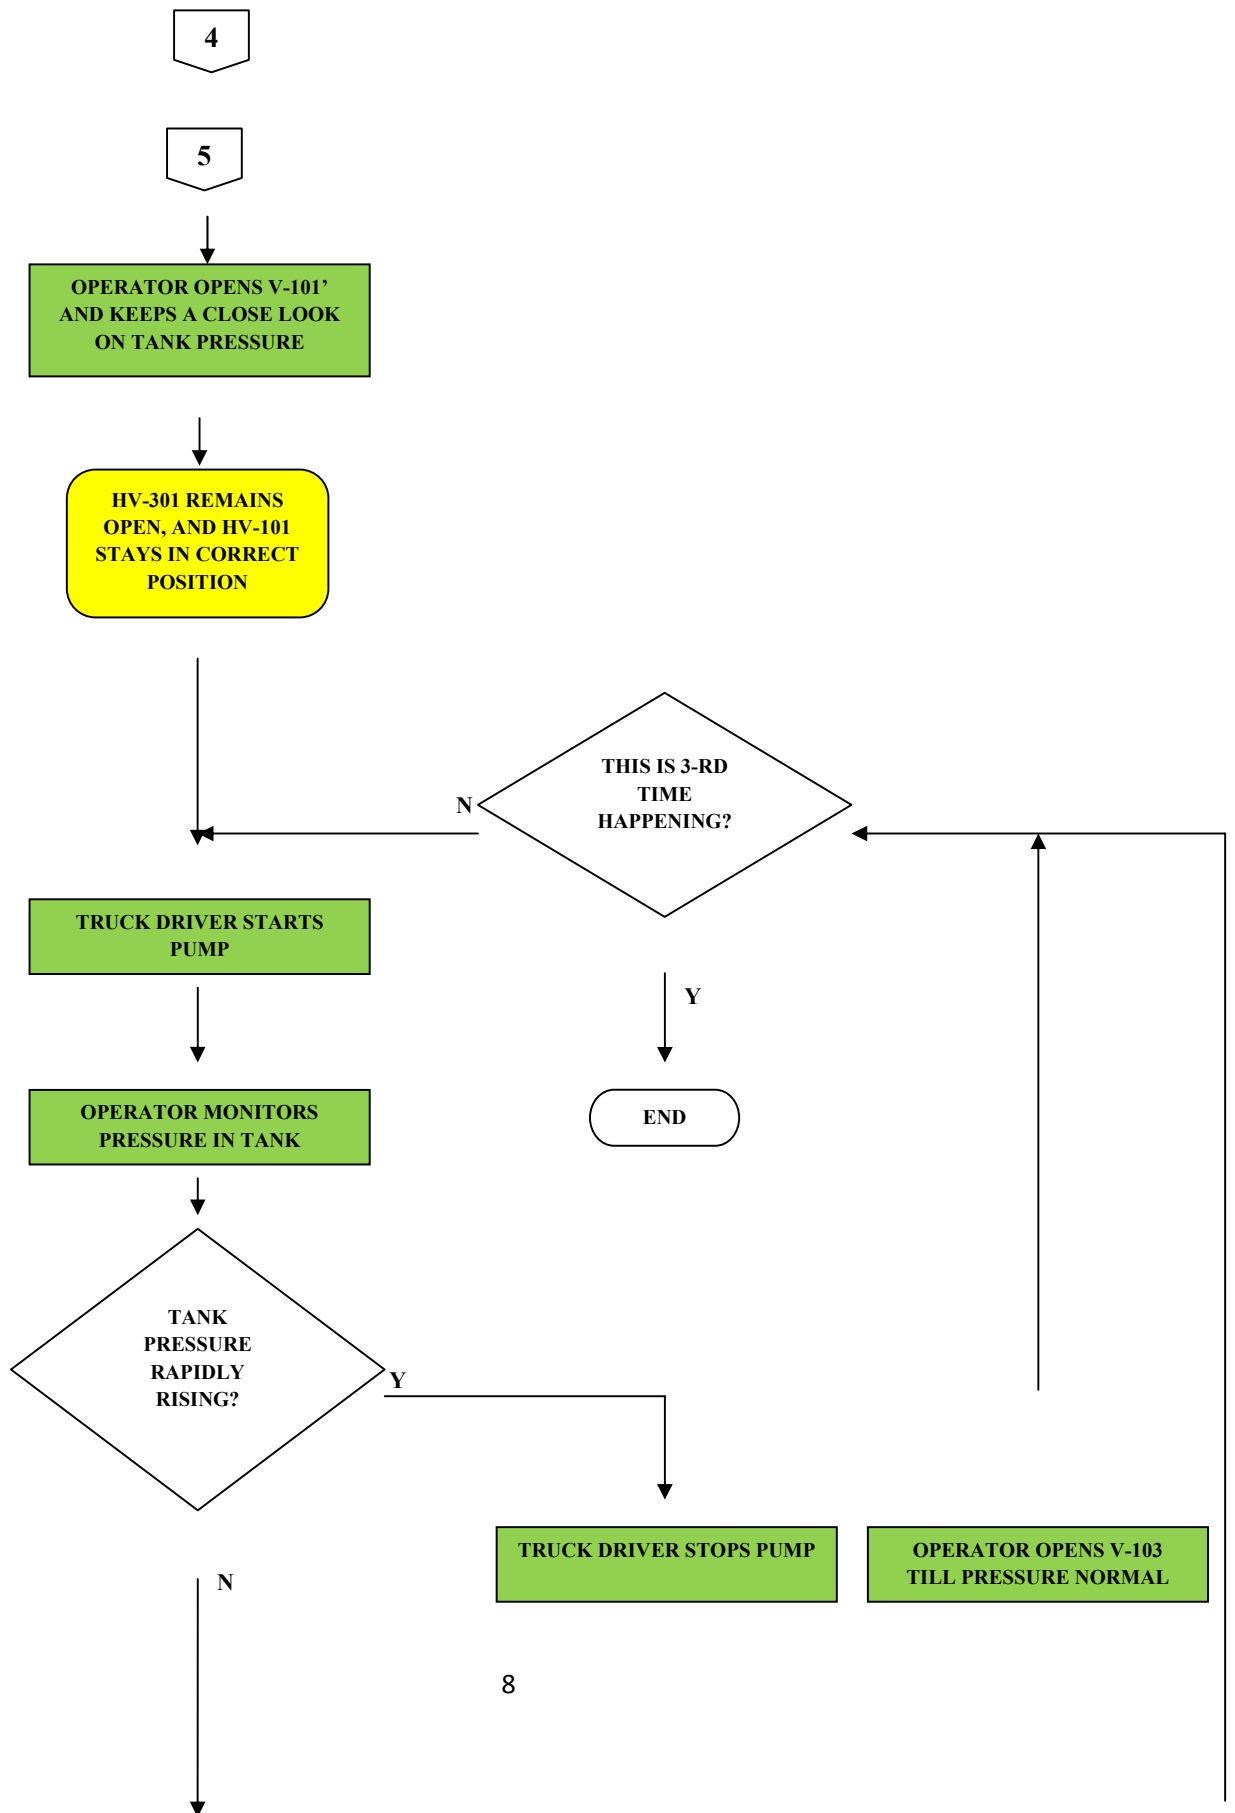 4
5
OPERATOR OPENS V-101’
AND KEEPS A CLOSE LOOK
ON TANK PRESSURE
HV-301 REMAINS
OPEN, AND HV-101
STAYS IN CORRECT
POSITION
THIS IS 3-RD
TIME
HAPPENING?
N
TRUCK DRIVER STARTS
PUMP
Y
OPERATOR MONITORS
PRESSURE IN TANK
END
TANK
PRESSURE
RAPIDLY
RISING?
Y
TRUCK DRIVER STOPS PUMP
OPERATOR OPENS V-103
TILL PRESSURE NORMAL
N
8